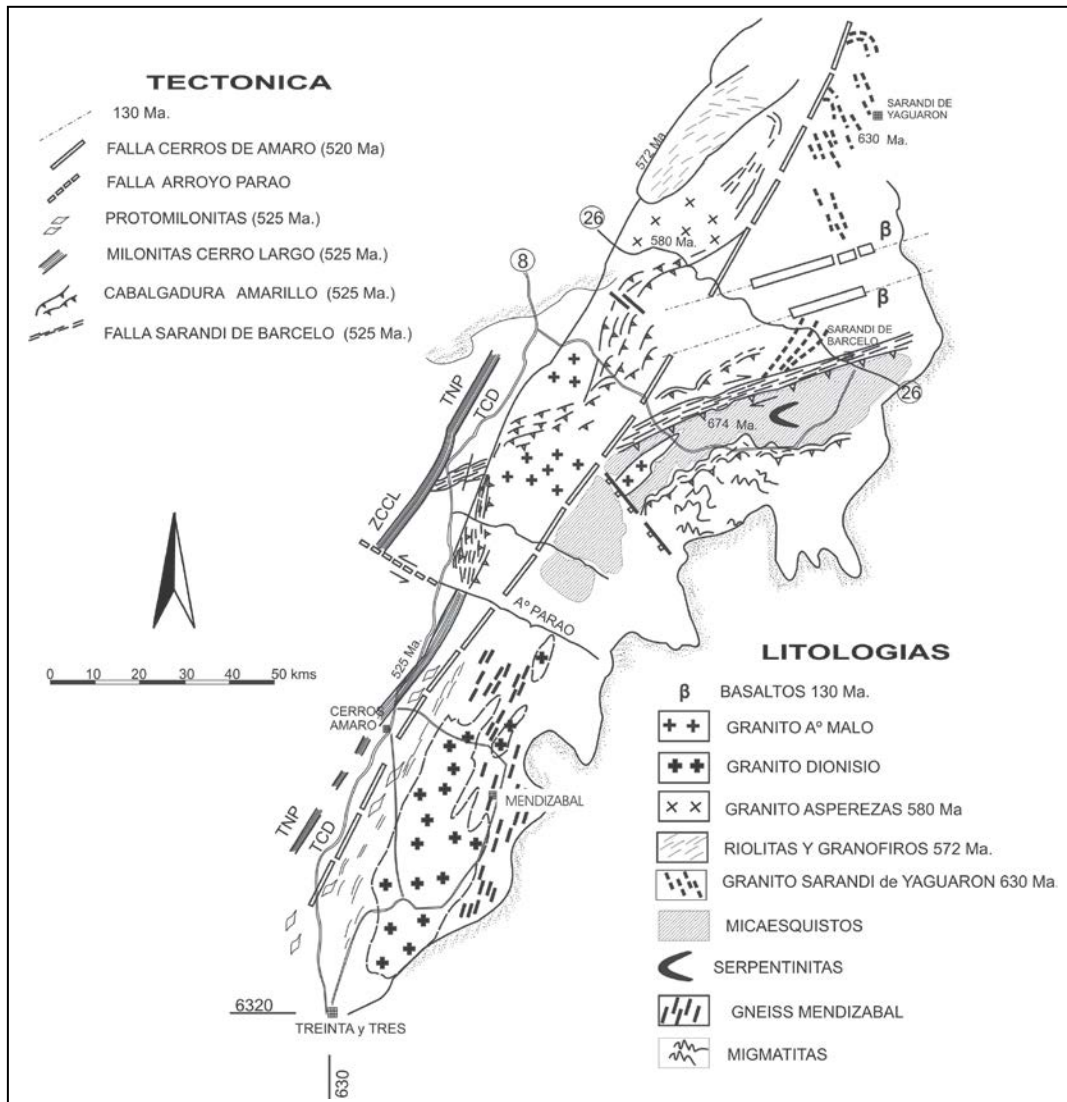 TECTONICA
130 Ma.
FALLA CERROS DE AMARO (520 Ma)
FALLA ARROYO PARAO
PROTOMILONITAS (525 Ma.)
MILONITAS CERRO LARGO (525 Ma.)
CABALGADURA AMARILLO (525 Ma.)
FALLA SARANDI DE BARCELO (525 Ma.)
SARANDI DE
YAGUARON
630 Ma.
572 Ma.
26
580 Ma.
8
β
β
SARANDI DE
BARCELO
26
674 Ma.
TNP
TCD
ZCCL
Aº PARAO
525 Ma.
0 10 20 30 40 50 kms
CERROS
AMARO
MENDIZABAL
TNP
TCD
6320
TREINTA y TRES
630
LITOLOGIAS
β BASALTOS 130 Ma.
GRANITO Aº MALO
GRANITO DIONISIO
GRANITO ASPEREZAS 580 Ma
RIOLITAS Y GRANOFIROS 572 Ma.
GRANITO SARANDI de YAGUARON 630 Ma.
MICAESQUISTOS
SERPENTINITAS
GNEISS MENDIZABAL
MIGMATITAS